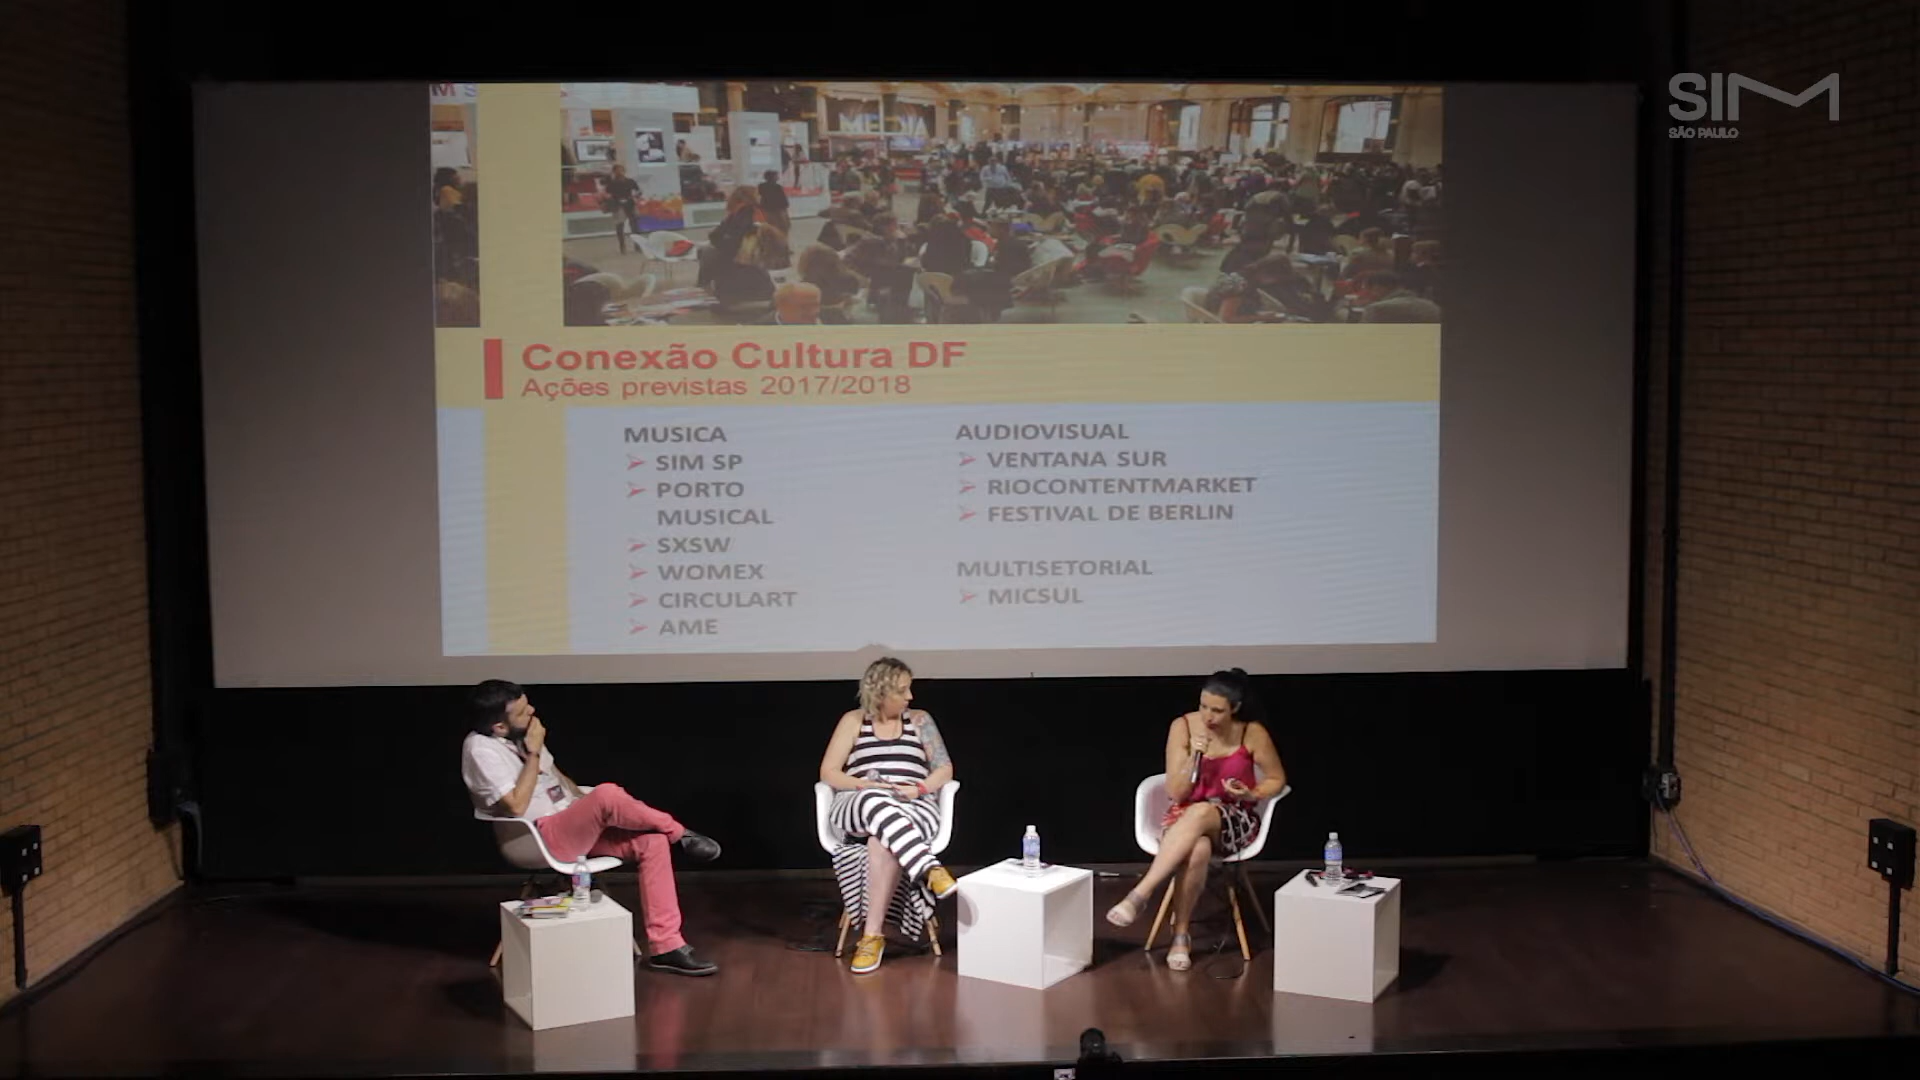 SIM
SÃO PAULO
MEDIA
Conexão Cultura DF
Ações previstas 2017/2018
MUSICA
SIM SP
PORTO
MUSICAL
SXSW
WOMEX
CIRCULART
AME
AUDIOVISUAL
VENTANA SUR
RIOCONTENTMARKET
FESTIVAL DE BERLIN
MULTISETORIAL
MICSUL